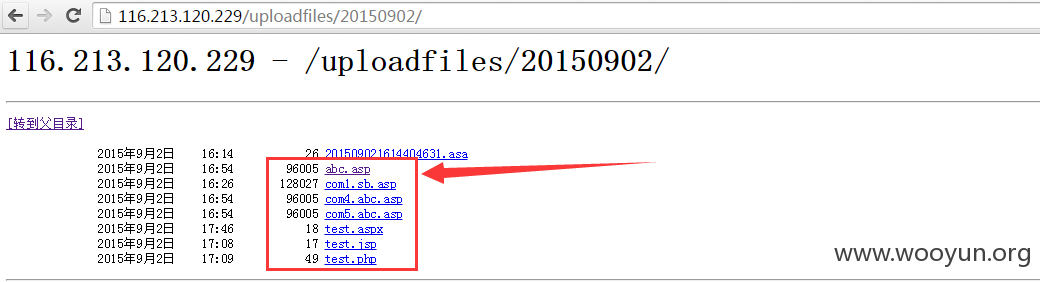 116.213.120.229/uploadfiles/20150902/
116.213.120.229 - /uploadfiles/20150902/
[转到父目录]
2015年9月2日 16:14 26 201509021614404631.asa
2015年9月2日 16:54 96005 abc.asp
2015年9月2日 16:26 128027 com1.sb.asp
2015年9月2日 16:54 96005 com4.abc.asp
2015年9月2日 16:54 96005 com5.abc.asp
2015年9月2日 17:46 18 test.aspx
2015年9月2日 17:08 17 test.jsp
2015年9月2日 17:09 49 test.php
www.wooyun.org